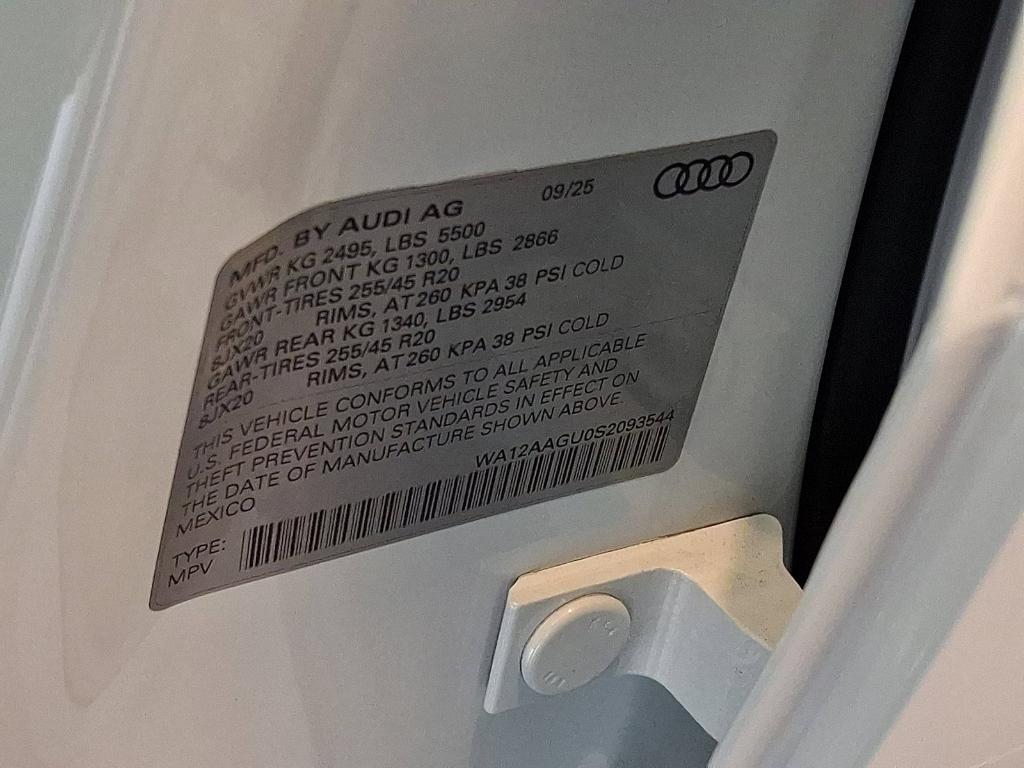 MFD. BY AUDI AG 09/25
GVWR KG 2495, LBS 5500
GAWR FRONT KG 1300, LBS 2866
FRONT-TIRES 255/45 R20
8JX20 RIMS, AT 260 KPA 38 PSI COLD
GAWR REAR KG 1340, LBS 2954
REAR-TIRES 255/45 R20
8JX20 RIMS, AT 260 KPA 38 PSI COLD
THIS VEHICLE CONFORMS TO ALL APPLICABLE
U.S. FEDERAL MOTOR VEHICLE SAFETY AND
THEFT PREVENTION STANDARDS IN EFFECT ON
THE DATE OF MANUFACTURE SHOWN ABOVE.
MEXICO WA12AAGU0S2093544
TYPE:
MPV